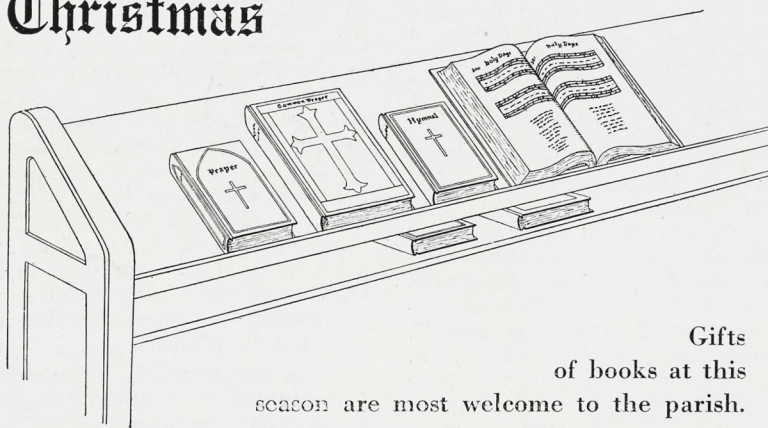 Christmas
Prayer
Common Prayer
Hymnal
Holy Days
Holy Days
Gifts
of books at this
season are most welcome to the parish.